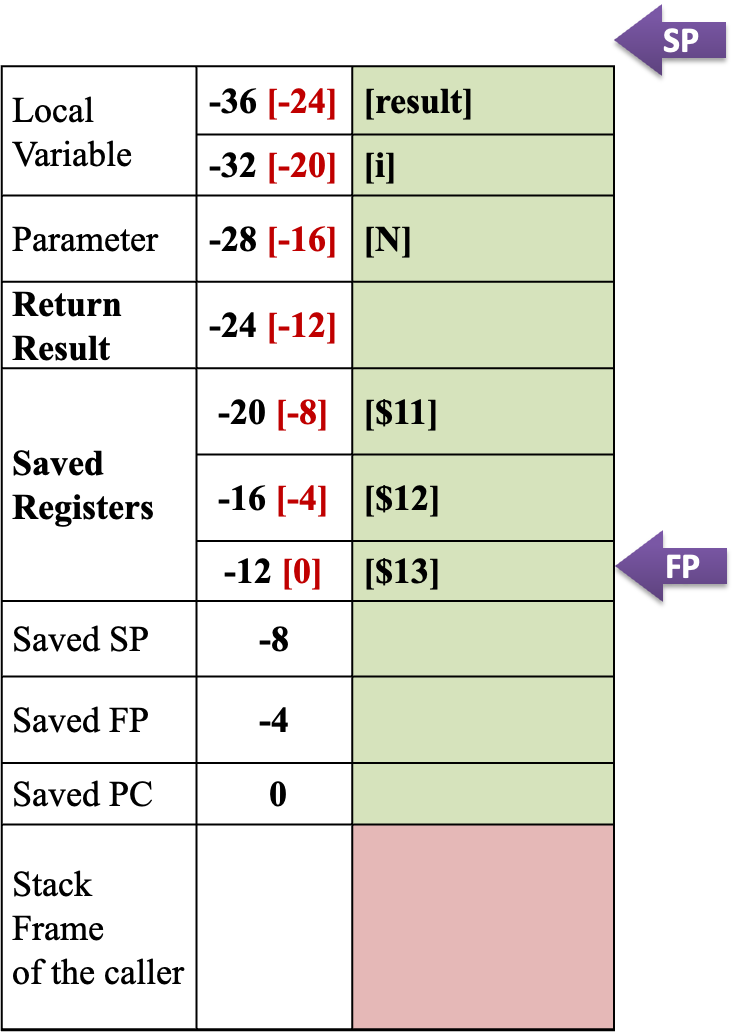 SP
Local
Variable
-36 [-24]
[result]
-32 [-20]
[i]
Parameter
-28 [-16]
[N]
Return
Result
-24 [-12]
Saved
Registers
-20 [-8]
[$11]
-16 [-4]
[$12]
-12 [0]
[$13]
FP
Saved SP
-8
Saved FP
-4
Saved PC
0
Stack
Frame
of the caller